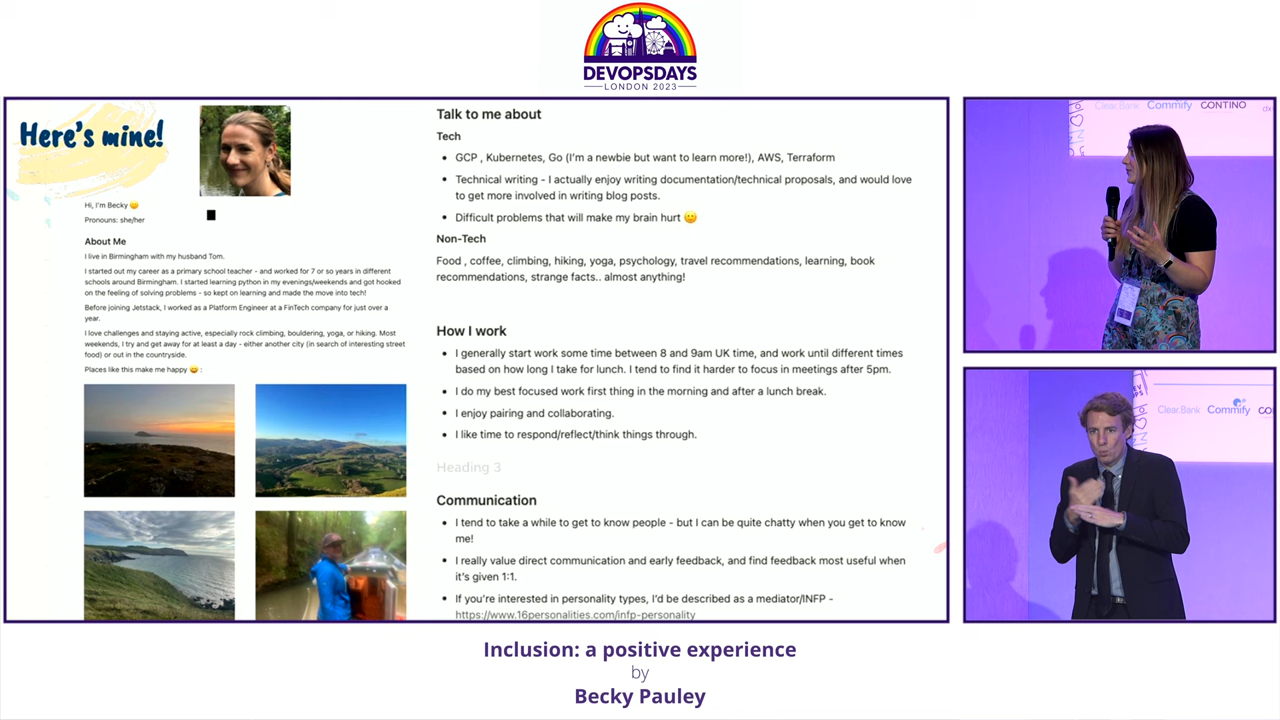 DEVOPSDAYS
LONDON 2023
Here's mine!
Hi, I'm Becky 😊
Pronouns: she/her
About Me
I live in Birmingham with my husband Tom.
I started out my career as a primary school teacher - and worked for 7 or so years in different
schools around Birmingham. I started learning python in my evenings/weekends and got hooked
on the feeling of solving problems - so kept on learning and made the move into tech!
Before joining Jetstack, I worked as a Platform Engineer at a FinTech company for just over a
year.
I love challenges and staying active, especially rock climbing, bouldering, yoga, or hiking. Most
weekends, I try and get away for at least a day - either another city (in search of interesting street
food) or out in the countryside.
Places like this make me happy 😄 :
Talk to me about
Tech
• GCP , Kubernetes, Go (I'm a newbie but want to learn more!), AWS, Terraform
• Technical writing - I actually enjoy writing documentation/technical proposals, and would love
to get more involved in writing blog posts.
• Difficult problems that will make my brain hurt 🙂
Non-Tech
Food , coffee, climbing, hiking, yoga, psychology, travel recommendations, learning, book
recommendations, strange facts.. almost anything!
How I work
• I generally start work some time between 8 and 9am UK time, and work until different times
based on how long I take for lunch. I tend to find it harder to focus in meetings after 5pm.
• I do my best focused work first thing in the morning and after a lunch break.
• I enjoy pairing and collaborating.
• I like time to respond/reflect/think things through.
Heading 3
Communication
• I tend to take a while to get to know people - but I can be quite chatty when you get to know
me!
• I really value direct communication and early feedback, and find feedback most useful when
it's given 1:1.
• If you're interested in personality types, I'd be described as a mediator/INFP -
https://www.16personalities.com/infp-personality
Clear.Bank Commify CONTINO
Clear.Bank Commify CO
Inclusion: a positive experience
by
Becky Pauley